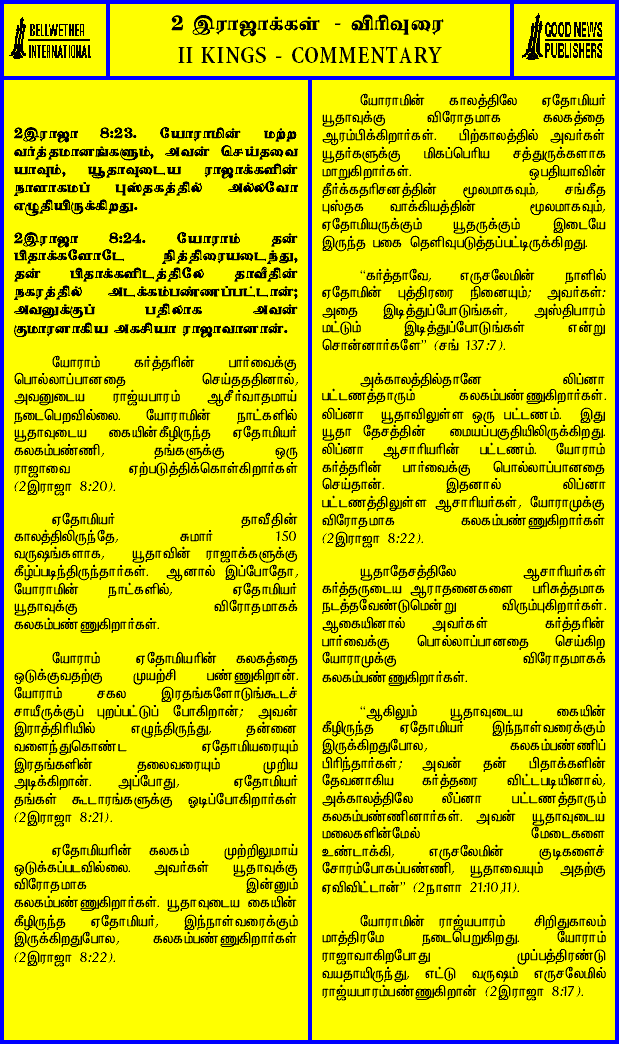 BELLWETHER
INTERNATIONAL
2 இராஜாக்கள் - விரிவுரை
II KINGS - COMMENTARY
GOOD NEWS
PUBLISHERS
2இராஜா 8:23. யோராமின் மற்ற
வர்த்தமானங்களும், அவன் செய்தவை
யாவும், யூதாவுடைய ராஜாக்களின்
நாளாகமப் புஸ்தகத்தில் அல்லவோ
எழுதியிருக்கிறது.
2இராஜா 8:24. யோராம் தன்
பிதாக்களோடே நித்திரையடைந்து,
தன் பிதாக்களிடத்திலே தாவீதின்
நகரத்தில் அடக்கம்பண்ணப்பட்டான்;
அவனுக்குப் பதிலாக அவன்
குமாரனாகிய அகசியா ராஜாவானான்.
யோராம் கர்த்தரின் பார்வைக்கு
பொல்லாப்பானதை செய்ததினால்,
அவனுடைய ராஜ்யபாரம் ஆசீர்வாதமாய்
நடைபெறவில்லை. யோராமின் நாட்களில்
யூதாவுடைய கையின்கீழிருந்த ஏதோமியர்
கலகம்பண்ணி, தங்களுக்கு ஒரு
ராஜாவை ஏற்படுத்திக்கொள்கிறார்கள்
(2இராஜா 8:20).
ஏதோமியர் தாவீதின்
காலத்திலிருந்தே, சுமார் 150
வருஷங்களாக, யூதாவின் ராஜாக்களுக்கு
கீழ்ப்படிந்திருந்தார்கள். ஆனால் இப்போதோ,
யோராமின் நாட்களில், ஏதோமியர்
யூதாவுக்கு விரோதமாகக்
கலகம்பண்ணுகிறார்கள்.
யோராம் ஏதோமியரின் கலகத்தை
ஒடுக்குவதற்கு முயற்சி பண்ணுகிறான்.
யோராம் சகல இரதங்களோடுங்கூடச்
சாயீருக்குப் புறப்பட்டுப் போகிறான்; அவன்
இராத்திரியில் எழுந்திருந்து, தன்னை
வளைந்துகொண்ட ஏதோமியரையும்
இரதங்களின் தலைவரையும் முறிய
அடிக்கிறான். அப்போது, ஏதோமியர்
தங்கள் கூடாரங்களுக்கு ஓடிப்போகிறார்கள்
(2இராஜா 8:21).
ஏதோமியரின் கலகம் முற்றிலுமாய்
ஒடுக்கப்படவில்லை. அவர்கள் யூதாவுக்கு
விரோதமாக இன்னும்
கலகம்பண்ணுகிறார்கள். யூதாவுடைய கையின்
கீழிருந்த ஏதோமியர், இந்நாள்வரைக்கும்
இருக்கிறதுபோல, கலகம்பண்ணுகிறார்கள்
(2இராஜா 8:22).
யோராமின் காலத்திலே ஏதோமியர்
யூதாவுக்கு விரோதமாக கலகத்தை
ஆரம்பிக்கிறார்கள். பிற்காலத்தில் அவர்கள்
யூதர்களுக்கு மிகப்பெரிய சத்துருக்களாக
மாறுகிறார்கள். ஒபதியாவின்
தீர்க்கதரிசனத்தின் மூலமாகவும், சங்கீத
புஸ்தக வாக்கியத்தின் மூலமாகவும்,
ஏதோமியருக்கும் யூதருக்கும் இடையே
இருந்த பகை தெளிவுபடுத்தப்பட்டிருக்கிறது.
“கர்த்தாவே, எருசலேமின் நாளில்
ஏதோமின் புத்திரரை நினையும்; அவர்கள்:
அதை இடித்துப்போடுங்கள், அஸ்திபாரம்
மட்டும் இடித்துப்போடுங்கள் என்று
சொன்னார்களே” (சங் 137:7).
அக்காலத்தில்தானே லிப்னா
பட்டணத்தாரும் கலகம்பண்ணுகிறார்கள்.
லிப்னா யூதாவிலுள்ள ஒரு பட்டணம். இது
யூதா தேசத்தின் மையப்பகுதியிலிருக்கிறது.
லிப்னா ஆசாரியரின் பட்டணம். யோராம்
கர்த்தரின் பார்வைக்கு பொல்லாப்பானதை
செய்தான். இதனால் லிப்னா
பட்டணத்திலுள்ள ஆசாரியர்கள், யோராமுக்கு
விரோதமாக கலகம்பண்ணுகிறார்கள்
(2இராஜா 8:22).
யூதாதேசத்திலே ஆசாரியர்கள்
கர்த்தருடைய ஆராதனைகளை பரிசுத்தமாக
நடத்தவேண்டுமென்று விரும்புகிறார்கள்.
ஆகையினால் அவர்கள் கர்த்தரின்
பார்வைக்கு பொல்லாப்பானதை செய்கிற
யோராமுக்கு விரோதமாகக்
கலகம்பண்ணுகிறார்கள்.
“ஆகிலும் யூதாவுடைய கையின்
கீழிருந்த ஏதோமியர் இந்நாள்வரைக்கும்
இருக்கிறதுபோல, கலகம்பண்ணிப்
பிரிந்தார்கள்; அவன் தன் பிதாக்களின்
தேவனாகிய கர்த்தரை விட்டபடியினால்,
அக்காலத்திலே லீப்னா பட்டணத்தாரும்
கலகம்பண்ணினார்கள். அவன் யூதாவுடைய
மலைகளின்மேல் மேடைகளை
உண்டாக்கி, எருசலேமின் குடிகளைச்
சோரம்போகப்பண்ணி, யூதாவையும் அதற்கு
ஏவிவிட்டான்” (2நாளா 21:10,11).
யோராமின் ராஜ்யபாரம் சிறிதுகாலம்
மாத்திரமே நடைபெறுகிறது. யோராம்
ராஜாவாகிறபோது முப்பத்திரண்டு
வயதாயிருந்து, எட்டு வருஷம் எருசலேமில்
ராஜ்யபாரம்பண்ணுகிறான் (2இராஜா 8:17).